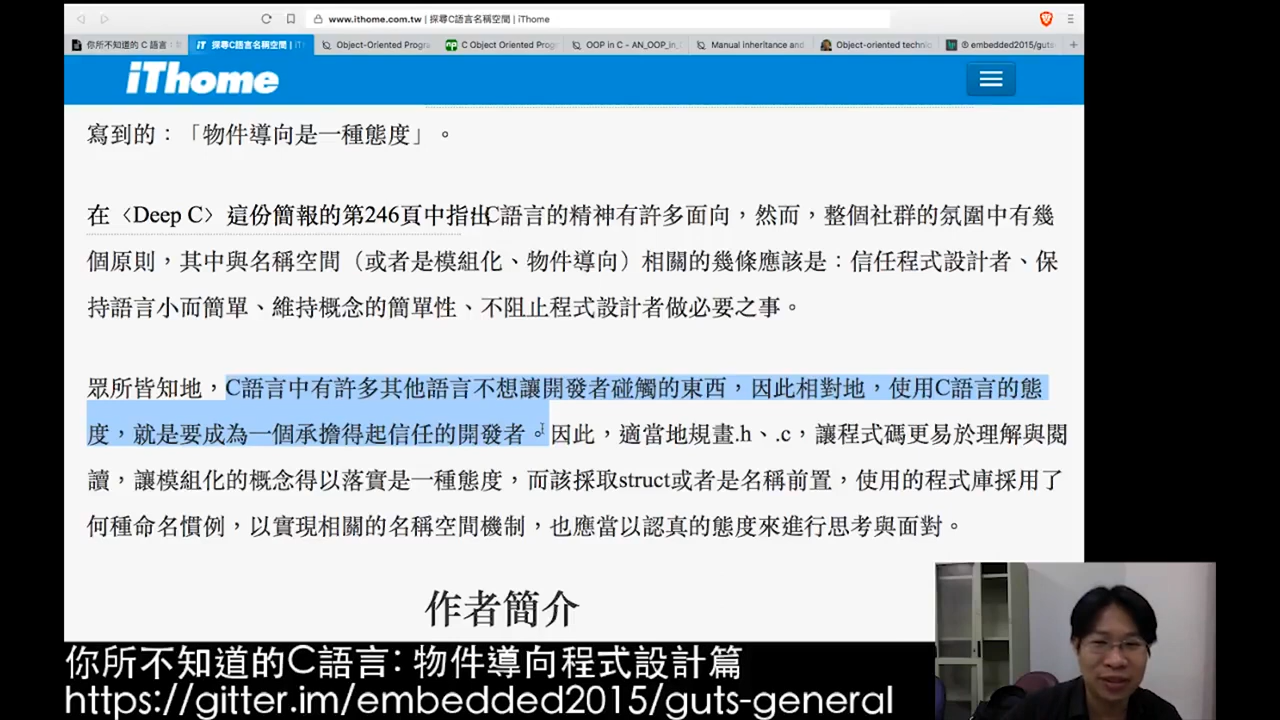 www.ithome.com.tw | 探尋C語言名稱空間 | iThome
你所不知道的 C 語言：
iT 探尋C語言名稱空間 | iT
Object-Oriented Progra
C Object Oriented Prog
OOP in C – AN_OOP_in_
Manual Inheritance and
Object-oriented techni
embedded2015/guts-
iThome
寫到的：「物件導向是一種態度」。
在〈Deep C〉這份簡報的第246頁中指出C語言的精神有許多面向，然而，整個社群的氛圍中有幾
個原則，其中與名稱空間（或者是模組化、物件導向）相關的幾條應該是：信任程式設計者、保
持語言小而簡單、維持概念的簡單性、不阻止程式設計者做必要之事。
眾所皆知地，C語言中有許多其他語言不想讓開發者碰觸的東西，因此相對地，使用C語言的態
度，就是要成為一個承擔得起信任的開發者。因此，適當地規畫.h、.c，讓程式碼更易於理解與閱
讀，讓模組化的概念得以落實是一種態度，而該採取struct或者是名稱前置，使用的程式庫採用了
何種命名慣例，以實現相關的名稱空間機制，也應當以認真的態度來進行思考與面對。
作者簡介
你所不知道的C語言: 物件導向程式設計篇
https://gitter.im/embedded2015/guts-general